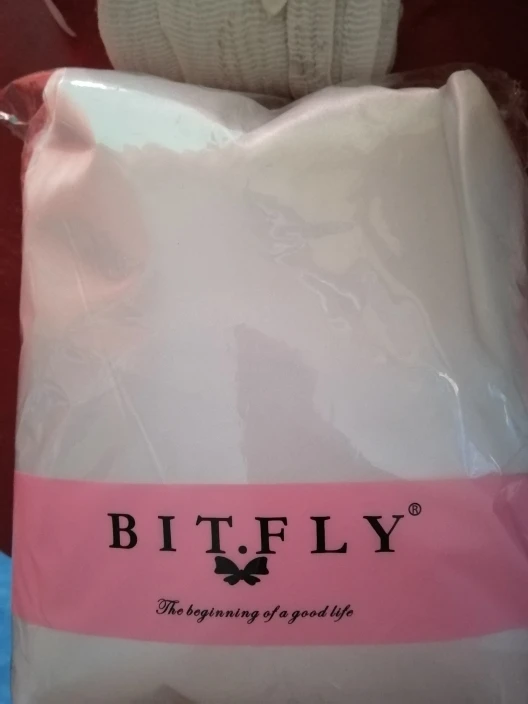 BIT.FLY®
The beginning of a good life